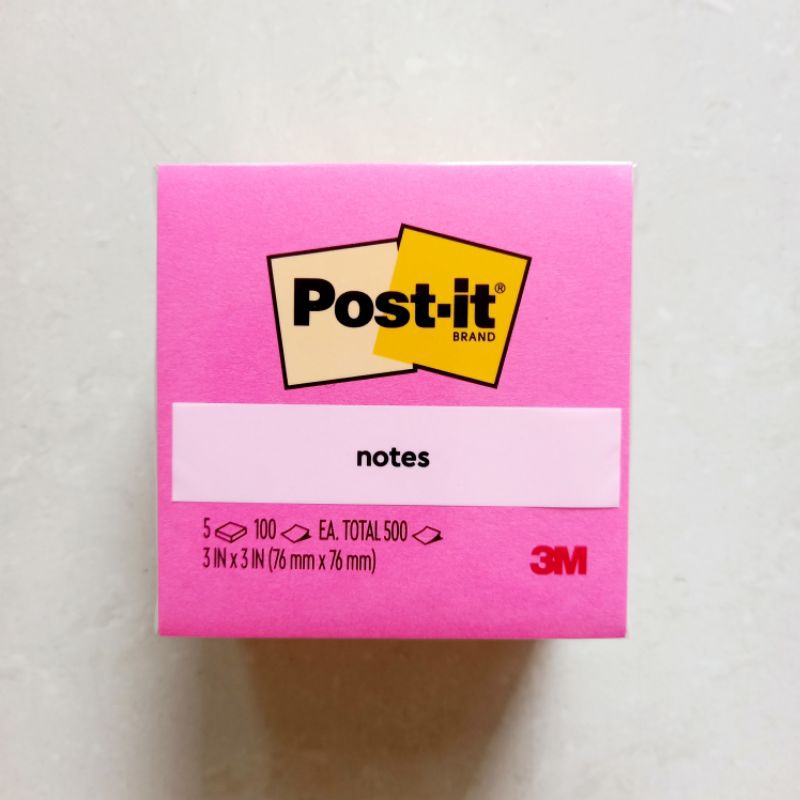 Post-it®
BRAND
notes
5 100 EA. TOTAL 500
3 IN x 3 IN (76 mm x 76 mm)
3M